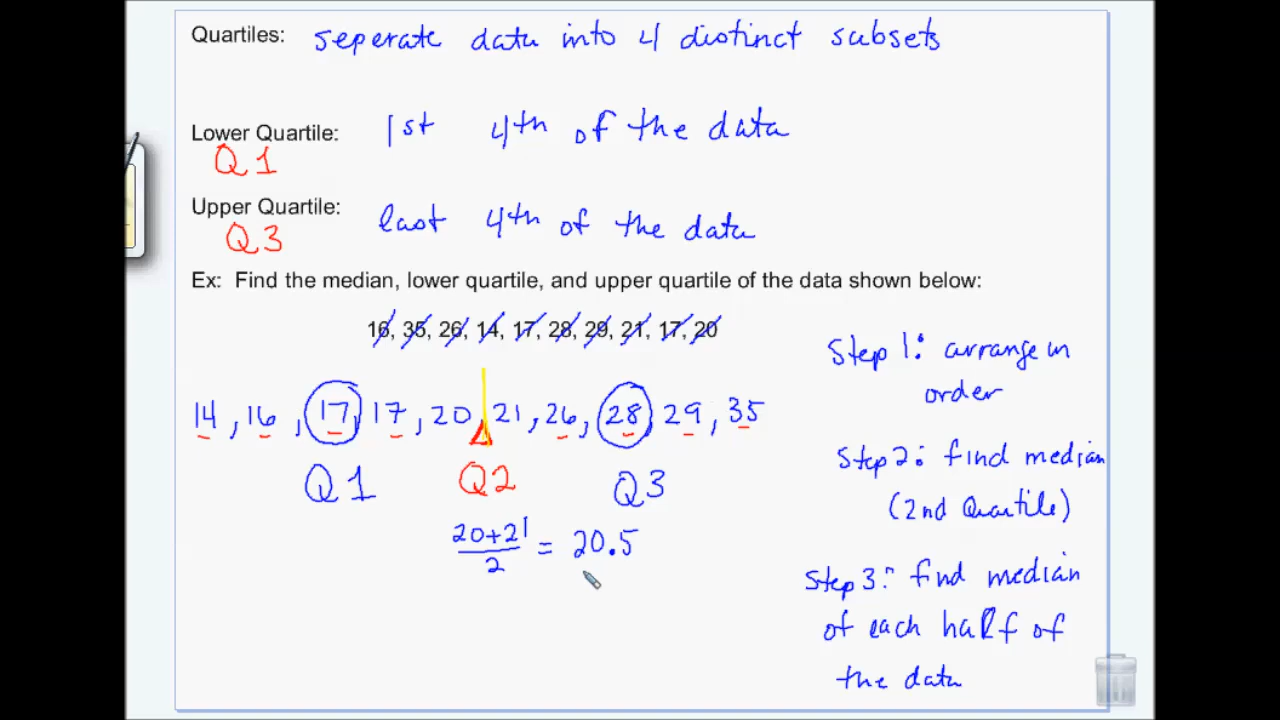 Quartiles: seperate data into 4 distinct subsets
Lower Quartile: 1st 4th of the data
Q1
Upper Quartile: last 4th of the data
Q3
Ex: Find the median, lower quartile, and upper quartile of the data shown below:
16, 35, 26, 14, 17, 28, 29, 21, 17, 20
14, 16, 17, 17, 20, 21, 26, 28, 29, 35
Q1 Q2 Q3
20+21
2
= 20.5
Step 1: arrange in
order
Step 2: find median
(2nd Quartile)
Step 3: find median
of each half of
the data